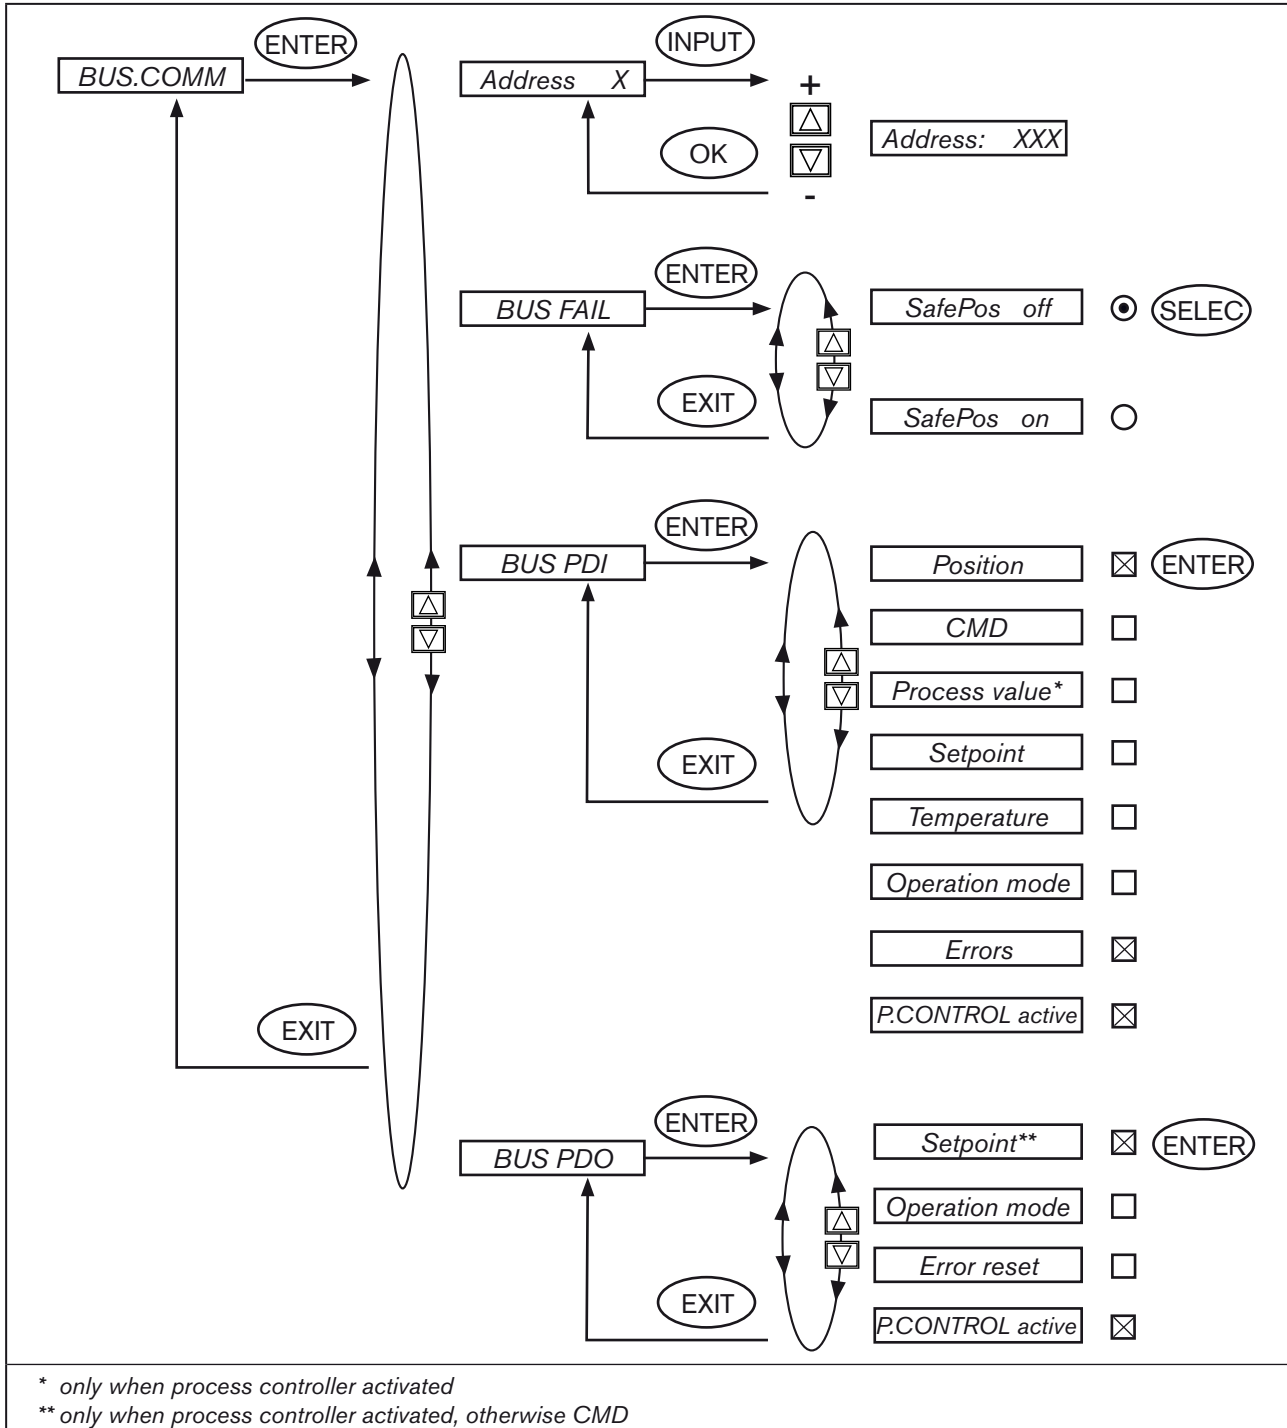 ENTER
BUS.COMM
INPUT
Address X
+
OK
Address: XXX
-
ENTER
BUS FAIL
SafePos off
SELEC
EXIT
SafePos on
ENTER
BUS PDI
Position
ENTER
CMD
Process value*
Setpoint
EXIT
Temperature
Operation mode
Errors
P.CONTROL active
EXIT
ENTER
BUS PDO
Setpoint**
ENTER
Operation mode
Error reset
EXIT
P.CONTROL active
* only when process controller activated
** only when process controller activated, otherwise CMD